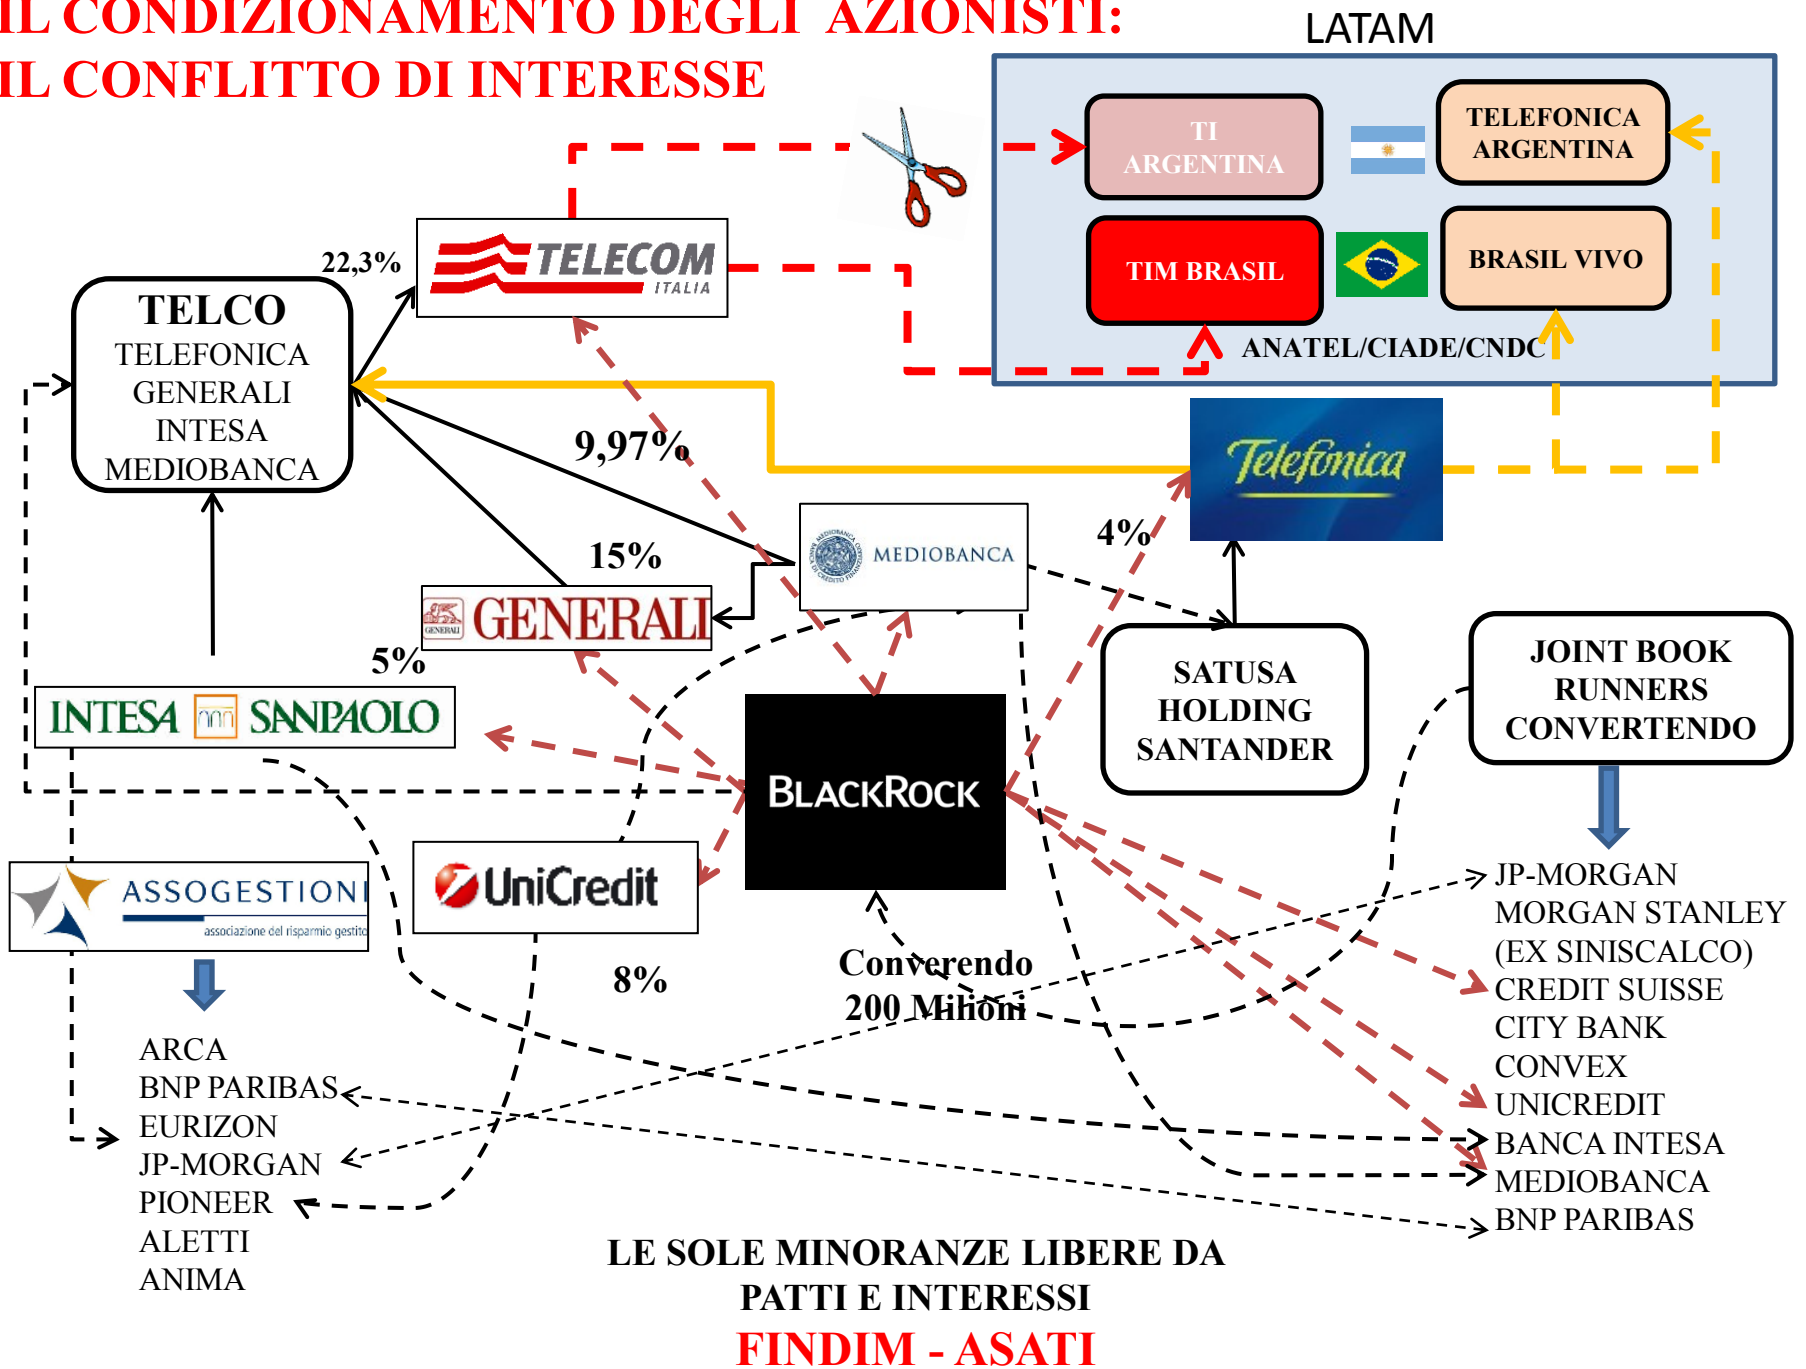 IL CONDIZIONAMENTO DEGLI AZIONISTI:
IL CONFLITTO DI INTERESSE
LATAM
TI
ARGENTINA
TELEFONICA
ARGENTINA
TIM BRASIL
BRASIL VIVO
ANATEL/CIADE/CNDC
22,3%
TELECOM
ITALIA
TELCO
TELEFONICA
GENERALI
INTESA
MEDIOBANCA
9,97%
Telefónica
4%
MEDIOBANCA
15%
GENERALI
GENERALI
5%
INTESA SANPAOLO
SATUSA
HOLDING
SANTANDER
JOINT BOOK
RUNNERS
CONVERTENDO
BLACKROCK
UniCredit
ASSOGESTIONI
associazione del risparmio gestito
8%
Converendo
200 Milioni
ARCA
BNP PARIBAS
EURIZON
JP-MORGAN
PIONEER
ALETTI
ANIMA
JP-MORGAN
MORGAN STANLEY
(EX SINISCALCO)
CREDIT SUISSE
CITY BANK
CONVEX
UNICREDIT
BANCA INTESA
MEDIOBANCA
BNP PARIBAS
LE SOLE MINORANZE LIBERE DA
PATTI E INTERESSI
FINDIM - ASATI